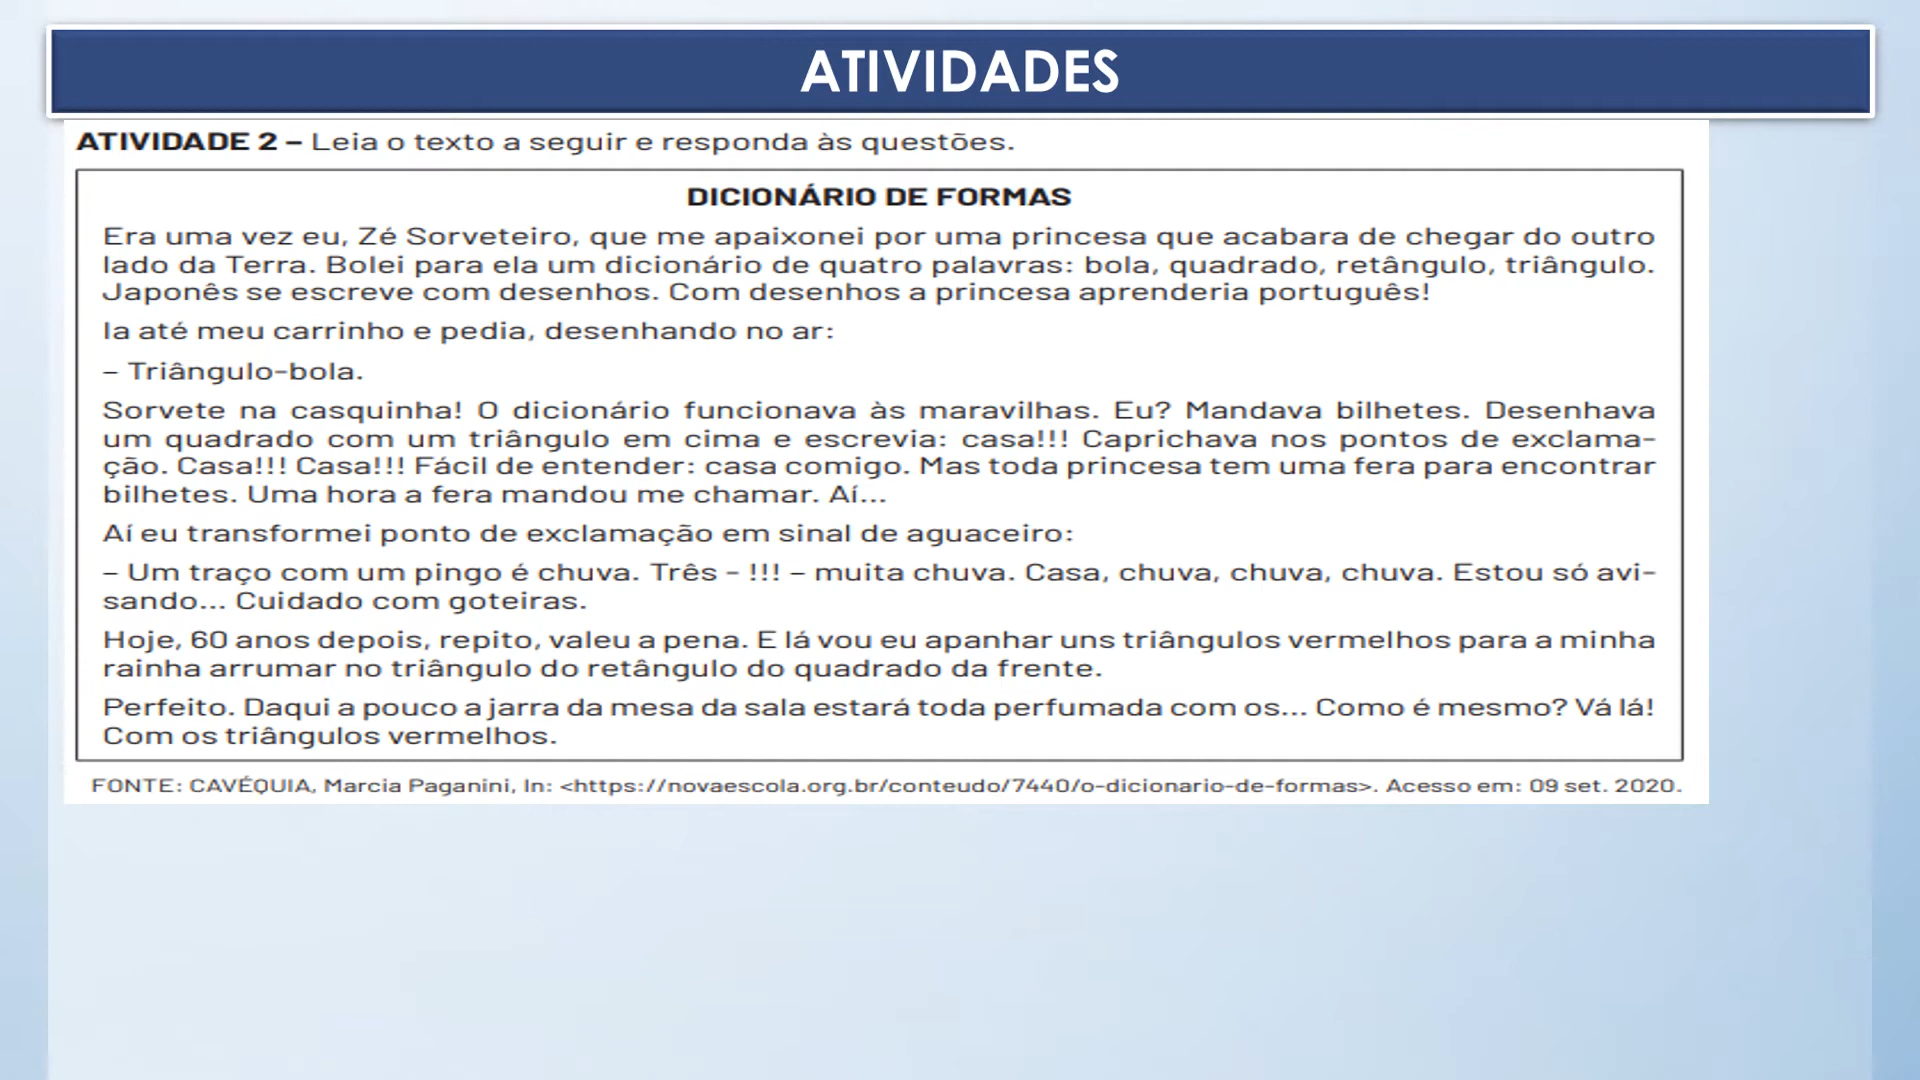 ATIVIDADES
ATIVIDADE 2 – Leia o texto a seguir e responda às questões.
DICIONÁRIO DE FORMAS
Era uma vez eu, Zé Sorveteiro, que me apaixonei por uma princesa que acabara de chegar do outro
lado da Terra. Bolei para ela um dicionário de quatro palavras: bola, quadrado, retângulo, triângulo.
Japonês se escreve com desenhos. Com desenhos a princesa aprenderia português!
Ia até meu carrinho e pedia, desenhando no ar:
– Triângulo-bola.
Sorvete na casquinha! O dicionário funcionava às maravilhas. Eu? Mandava bilhetes. Desenhava
um quadrado com um triângulo em cima e escrevia: casa!!! Caprichava nos pontos de exclama-
ção. Casa!!! Casa!!! Fácil de entender: casa comigo. Mas toda princesa tem uma fera para encontrar
bilhetes. Uma hora a fera mandou me chamar. Aí...
Aí eu transformei ponto de exclamação em sinal de aguaceiro:
– Um traço com um pingo é chuva. Três - !!! – muita chuva. Casa, chuva, chuva, chuva. Estou só avi-
sando... Cuidado com goteiras.
Hoje, 60 anos depois, repito, valeu a pena. E lá vou eu apanhar uns triângulos vermelhos para a minha
rainha arrumar no triângulo do retângulo do quadrado da frente.
Perfeito. Daqui a pouco a jarra da mesa da sala estará toda perfumada com os... Como é mesmo? Vá lá!
Com os triângulos vermelhos.
FONTE: CAVÉQUIA, Marcia Paganini, In: <https://novaescola.org.br/conteudo/7440/o-dicionario-de-formas>. Acesso em: 09 set. 2020.